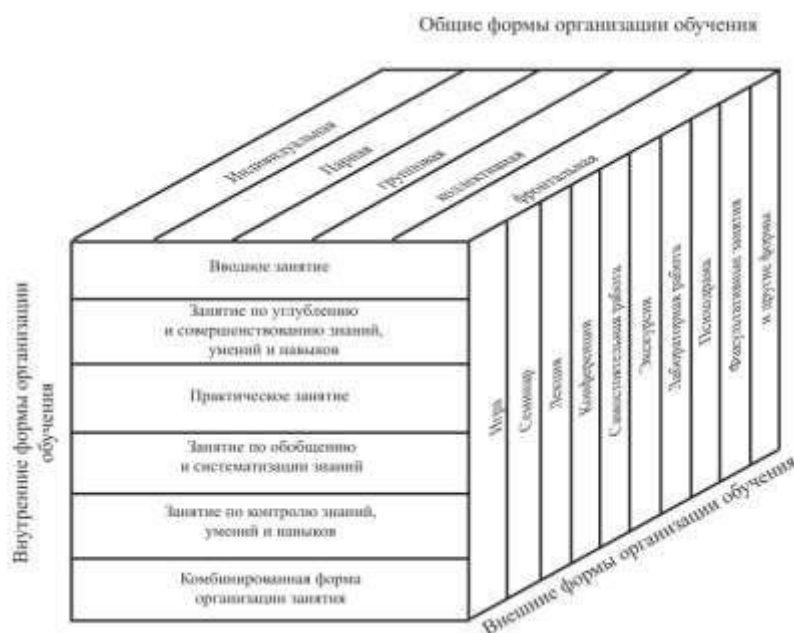 Общие формы организации обучения
Индивидуальная
Парная
групповая
коллективная
фронтальная
Внутренние формы организации
обучения
Вводное занятие
Занятие по углублению
и совершенствованию знаний,
умений и навыков
Практическое занятие
Занятие по обобщению
и систематизации знаний
Занятие по контролю знаний,
умений и навыков
Комбинированная форма
организации занятия
Игра
Семинар
Лекция
Конференция
Самостоятельная работа
Экскурсия
Лабораторная работа
Психодрама
Факультативные занятия
и другие формы
Внешние формы организации обучения